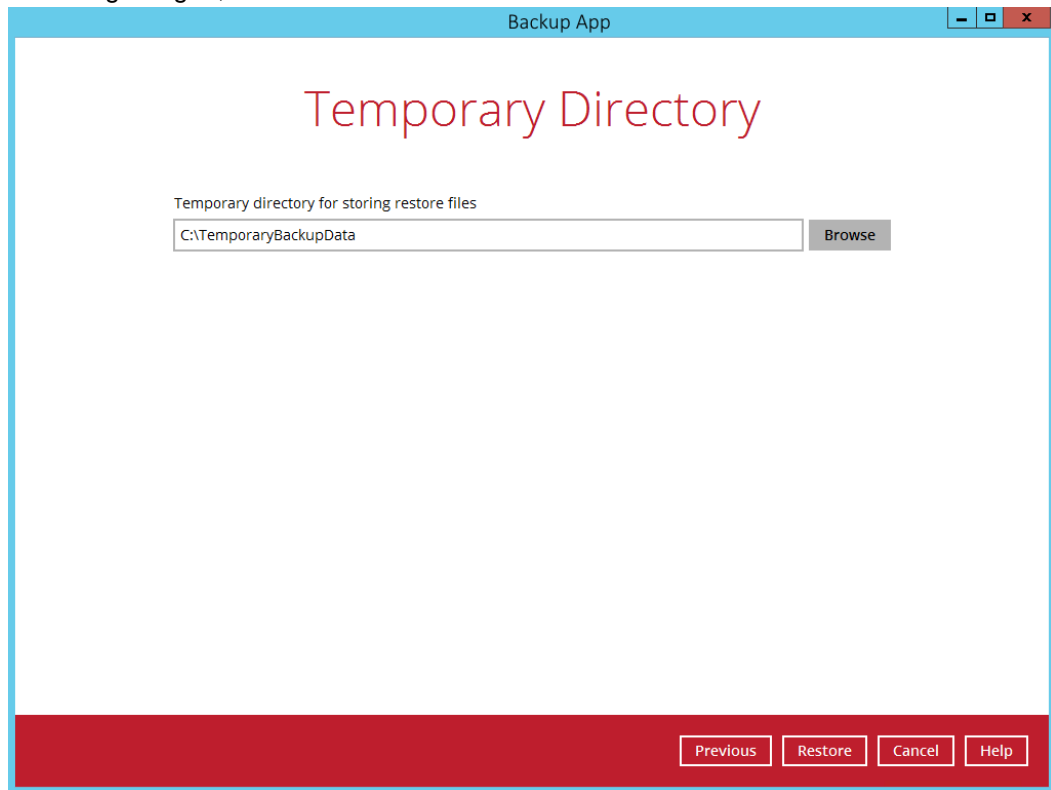 Backup App
x
Temporary Directory
Temporary directory for storing restore files
C:\TemporaryBackupData
Browse
Previous Restore Cancel Help